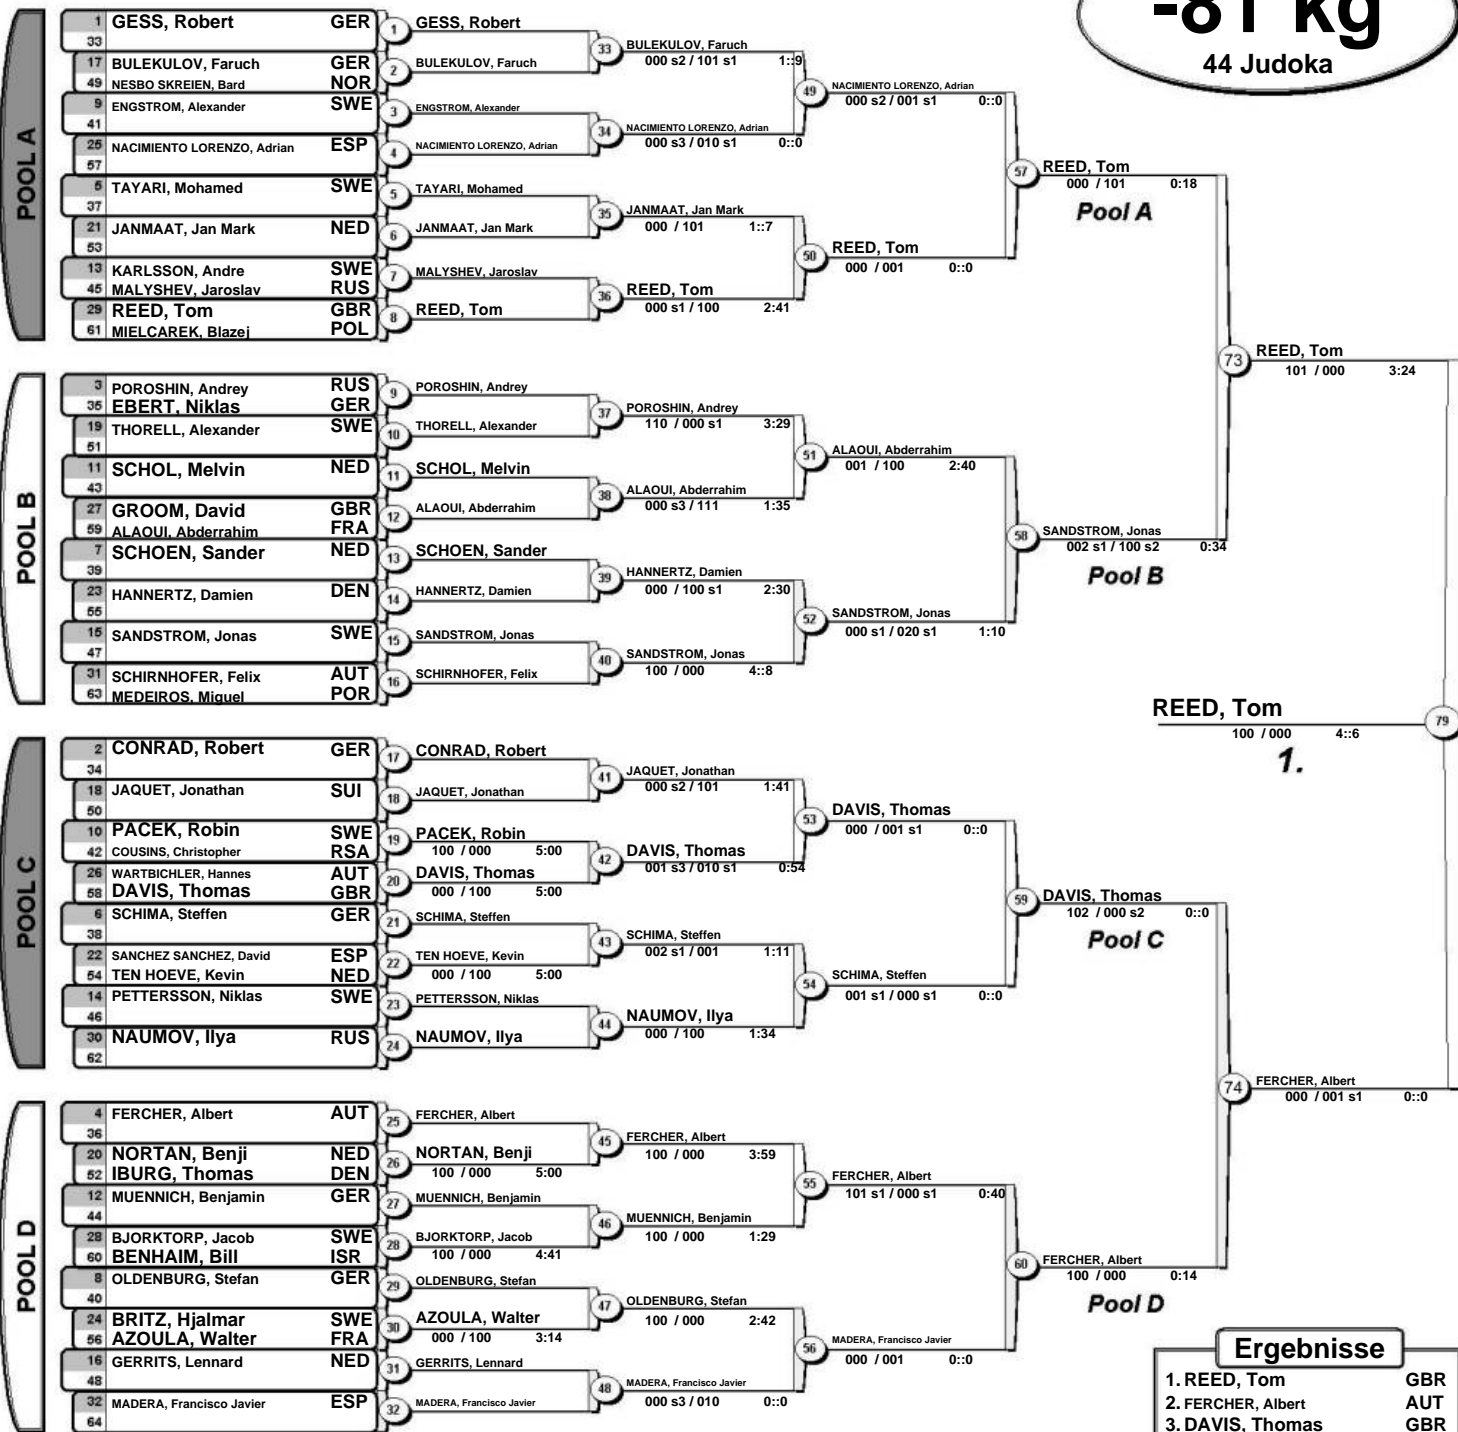 -81 kg
44 Judoka
POOL A
1 GESS, Robert GER
33
17 BULEKULOV, Faruch GER
49 NESBO SKREIEN, Bard NOR
9 ENGSTROM, Alexander SWE
41
25 NACIMIENTO LORENZO, Adrian ESP
57
5 TAYARI, Mohamed SWE
37
21 JANMAAT, Jan Mark NED
53
13 KARLSSON, Andre SWE
45 MALYSHEV, Jaroslav RUS
29 REED, Tom GBR
61 MIELCAREK, Blazej POL
1 GESS, Robert
2 BULEKULOV, Faruch
3 ENGSTROM, Alexander
4 NACIMIENTO LORENZO, Adrian
5 TAYARI, Mohamed
6 JANMAAT, Jan Mark
7 MALYSHEV, Jaroslav
8 REED, Tom
33 BULEKULOV, Faruch
000 s2 / 101 s1 1::9
34 NACIMIENTO LORENZO, Adrian
000 s3 / 010 s1 0::0
35 JANMAAT, Jan Mark
000 / 101 1::7
36 REED, Tom
000 s1 / 100 2:41
49 NACIMIENTO LORENZO, Adrian
000 s2 / 001 s1 0::0
50 REED, Tom
000 / 001 0::0
57 REED, Tom
000 / 101 0:18
Pool A
POOL B
3 POROSHIN, Andrey RUS
35 EBERT, Niklas GER
19 THORELL, Alexander SWE
51
11 SCHOL, Melvin NED
43
27 GROOM, David GBR
59 ALAOUI, Abderrahim FRA
7 SCHOEN, Sander NED
39
23 HANNERTZ, Damien DEN
55
15 SANDSTROM, Jonas SWE
47
31 SCHIRNHOFER, Felix AUT
63 MEDEIROS, Miguel POR
9 POROSHIN, Andrey
10 THORELL, Alexander
11 SCHOL, Melvin
12 ALAOUI, Abderrahim
13 SCHOEN, Sander
14 HANNERTZ, Damien
15 SANDSTROM, Jonas
16 SCHIRNHOFER, Felix
37 POROSHIN, Andrey
110 / 000 s1 3:29
38 ALAOUI, Abderrahim
000 s3 / 111 1:35
39 HANNERTZ, Damien
000 / 100 s1 2:30
40 SANDSTROM, Jonas
100 / 000 4::8
51 ALAOUI, Abderrahim
001 / 100 2:40
52 SANDSTROM, Jonas
000 s1 / 020 s1 1:10
58 SANDSTROM, Jonas
002 s1 / 100 s2 0:34
Pool B
73 REED, Tom
101 / 000 3:24
REED, Tom 79
100 / 000 4::6
1.
POOL C
2 CONRAD, Robert GER
34
18 JAQUET, Jonathan SUI
50
10 PACEK, Robin SWE
42 COUSINS, Christopher RSA
26 WARTBICHLER, Hannes AUT
58 DAVIS, Thomas GBR
6 SCHIMA, Steffen GER
38
22 SANCHEZ SANCHEZ, David ESP
54 TEN HOEVE, Kevin NED
14 PETTERSSON, Niklas SWE
46
30 NAUMOV, Ilya RUS
62
17 CONRAD, Robert
18 JAQUET, Jonathan
19 PACEK, Robin
100 / 000 5:00
20 DAVIS, Thomas
000 / 100 5:00
21 SCHIMA, Steffen
22 TEN HOEVE, Kevin
000 / 100 5:00
23 PETTERSSON, Niklas
24 NAUMOV, Ilya
41 JAQUET, Jonathan
000 s2 / 101 1:41
42 DAVIS, Thomas
001 s3 / 010 s1 0:54
43 SCHIMA, Steffen
002 s1 / 001 1:11
44 NAUMOV, Ilya
000 / 100 1:34
53 DAVIS, Thomas
000 / 001 s1 0::0
54 SCHIMA, Steffen
001 s1 / 000 s1 0::0
59 DAVIS, Thomas
102 / 000 s2 0::0
Pool C
POOL D
4 FERCHER, Albert AUT
36
20 NORTAN, Benji NED
52 IBURG, Thomas DEN
12 MUENNICH, Benjamin GER
44
28 BJORKTORP, Jacob SWE
60 BENHAIM, Bill ISR
8 OLDENBURG, Stefan GER
40
24 BRITZ, Hjalmar SWE
56 AZOULA, Walter FRA
16 GERRITS, Lennard NED
48
32 MADERA, Francisco Javier ESP
64
25 FERCHER, Albert
26 NORTAN, Benji
100 / 000 5:00
27 MUENNICH, Benjamin
28 BJORKTORP, Jacob
100 / 000 4:41
29 OLDENBURG, Stefan
30 AZOULA, Walter
000 / 100 3:14
31 GERRITS, Lennard
32 MADERA, Francisco Javier
45 FERCHER, Albert
100 / 000 3:59
46 MUENNICH, Benjamin
100 / 000 1:29
47 OLDENBURG, Stefan
100 / 000 2:42
48 MADERA, Francisco Javier
000 s3 / 010 0::0
55 FERCHER, Albert
101 s1 / 000 s1 0:40
56 MADERA, Francisco Javier
000 / 001 0::0
60 FERCHER, Albert
100 / 000 0:14
Pool D
74 FERCHER, Albert
000 / 001 s1 0::0
Ergebnisse
1. REED, Tom GBR
2. FERCHER, Albert AUT
3. DAVIS, Thomas GBR